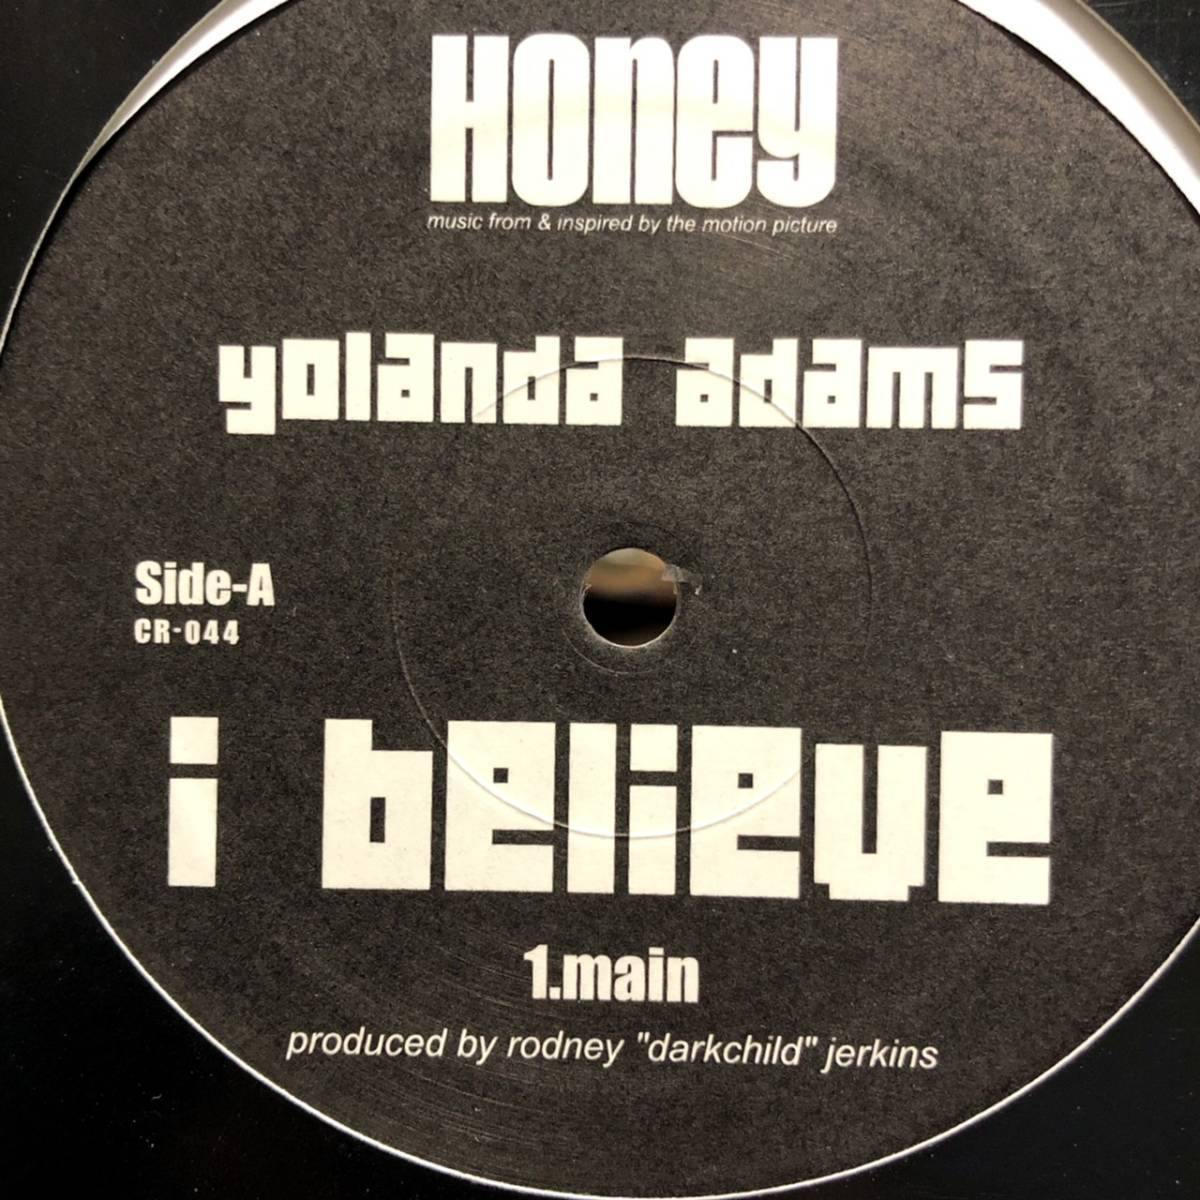 Honey
music from & inspired by the motion picture
yolanda adams
Side-A
CR-044
i believe
1.main
produced by rodney "darkchild" jerkins